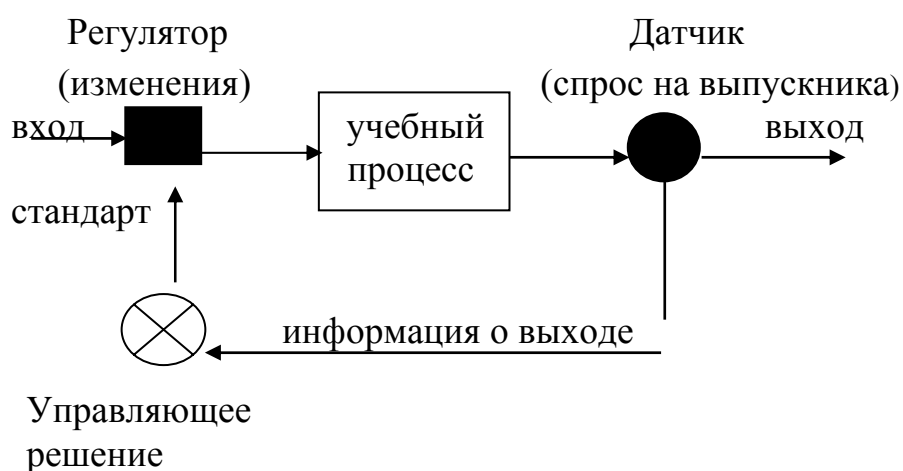 Регулятор
(изменения)
Датчик
(спрос на выпускника)
вход
учебный
процесс
выход
стандарт
информация о выходе
Управляющее
решение